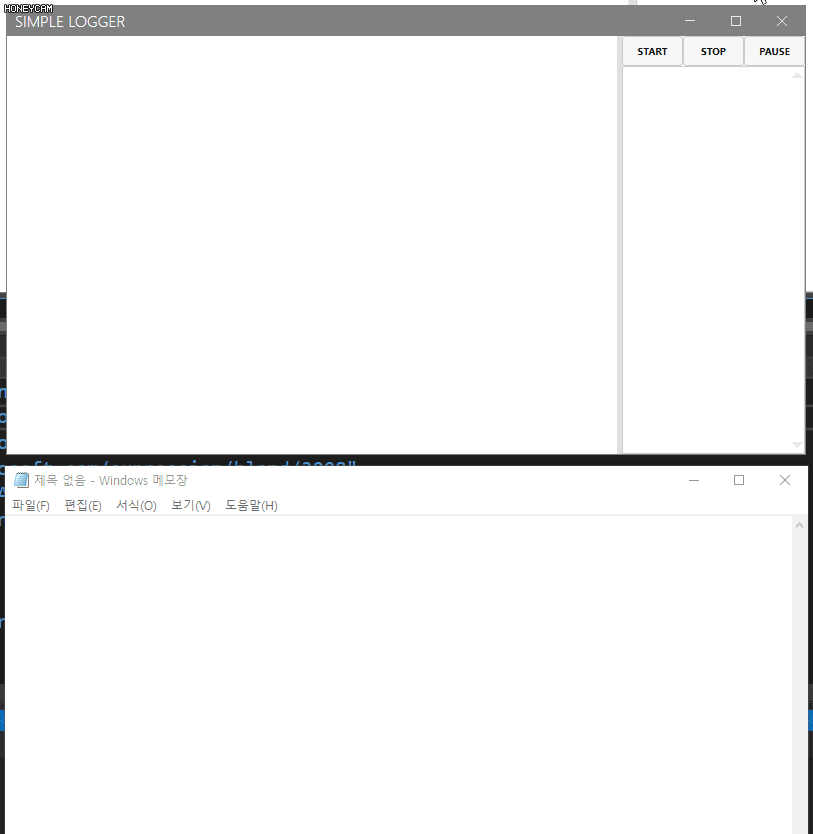 HONEYCAM
SIMPLE LOGGER
START STOP PAUSE
제목 없음 - Windows 메모장
파일(F) 편집(E) 서식(O) 보기(V) 도움말(H)